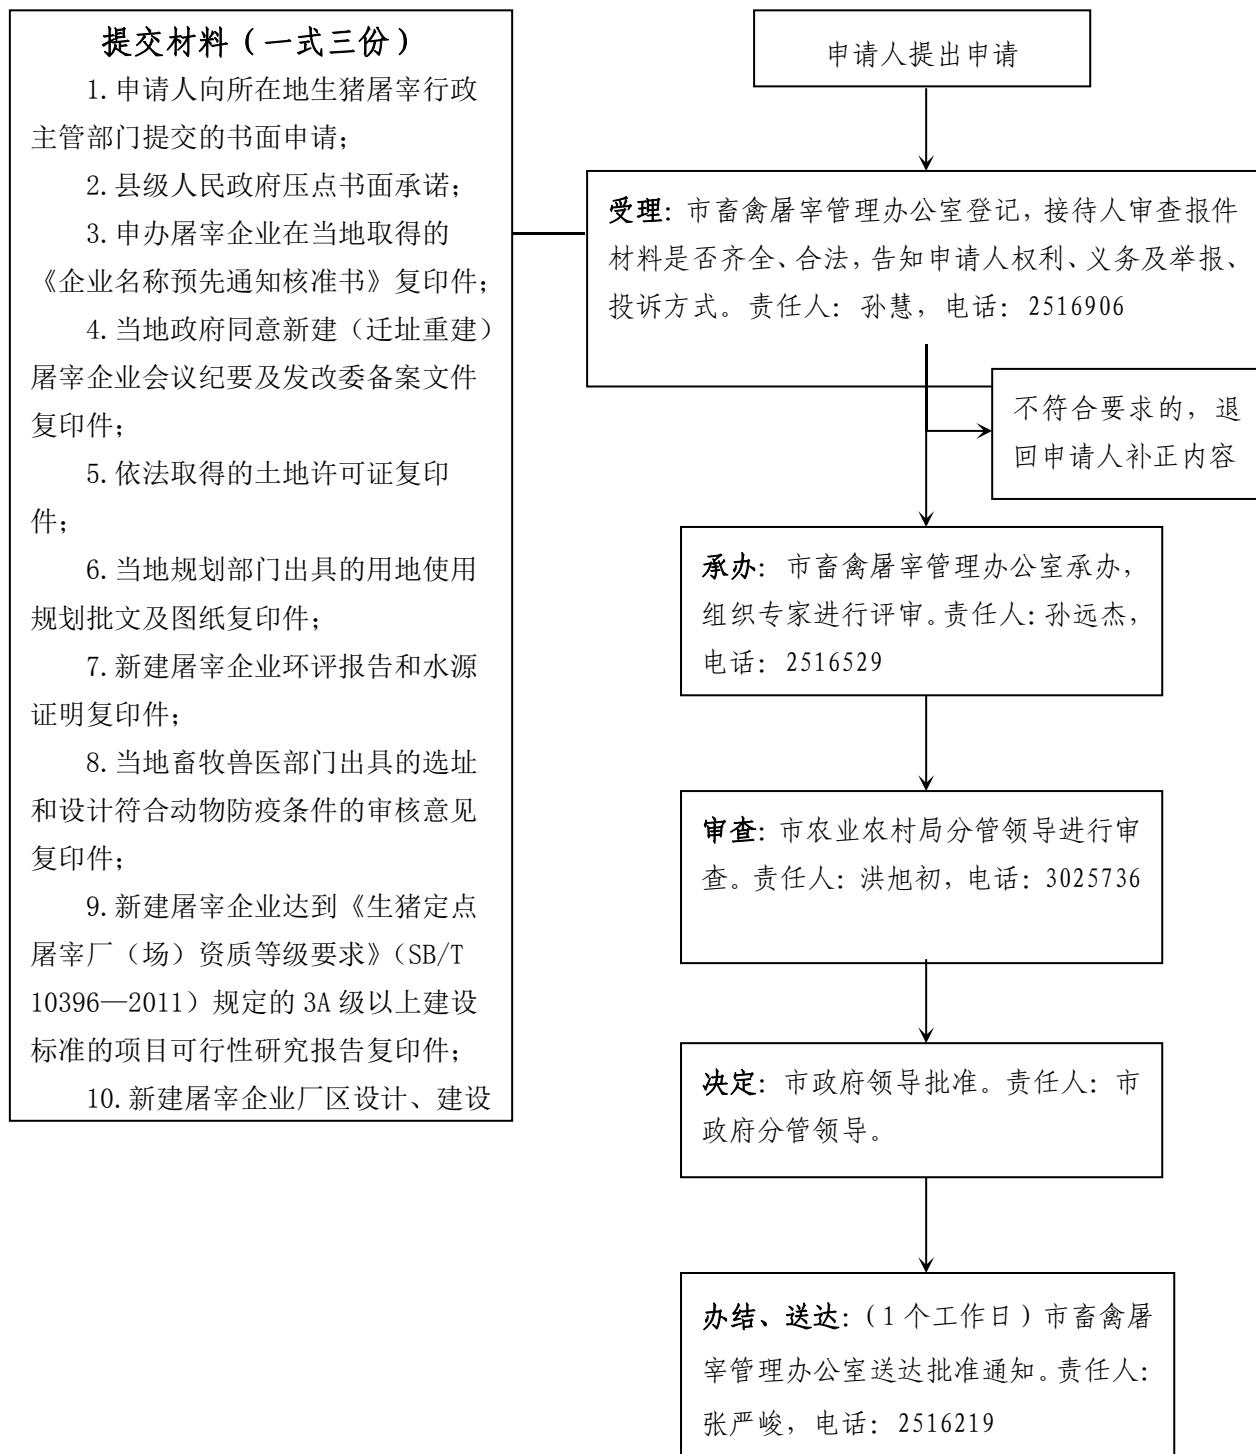 提交材料（一式三份）
1.申请人向所在地生猪屠宰行政
主管部门提交的书面申请；
2.县级人民政府压点书面承诺；
3.申办屠宰企业在当地取得的
《企业名称预先通知核准书》复印件；
4.当地政府同意新建（迁址重建）
屠宰企业会议纪要及发改委备案文件
复印件；
5.依法取得的土地许可证复印
件；
6.当地规划部门出具的用地使用
规划批文及图纸复印件；
7.新建屠宰企业环评报告和水源
证明复印件；
8.当地畜牧兽医部门出具的选址
和设计符合动物防疫条件的审核意见
复印件；
9.新建屠宰企业达到《生猪定点
屠宰厂（场）资质等级要求》（SB/T
10396—2011）规定的 3A 级以上建设
标准的项目可行性研究报告复印件；
10.新建屠宰企业厂区设计、建设
申请人提出申请
受理：市畜禽屠宰管理办公室登记，接待人审查报件
材料是否齐全、合法，告知申请人权利、义务及举报、
投诉方式。责任人：孙慧，电话：2516906
不符合要求的，退
回申请人补正内容
承办：市畜禽屠宰管理办公室承办，
组织专家进行评审。责任人：孙远杰，
电话：2516529
审查：市农业农村局分管领导进行审
查。责任人：洪旭初，电话：3025736
决定：市政府领导批准。责任人：市
政府分管领导。
办结、送达：（1 个工作日）市畜禽屠
宰管理办公室送达批准通知。责任人：
张严峻，电话：2516219